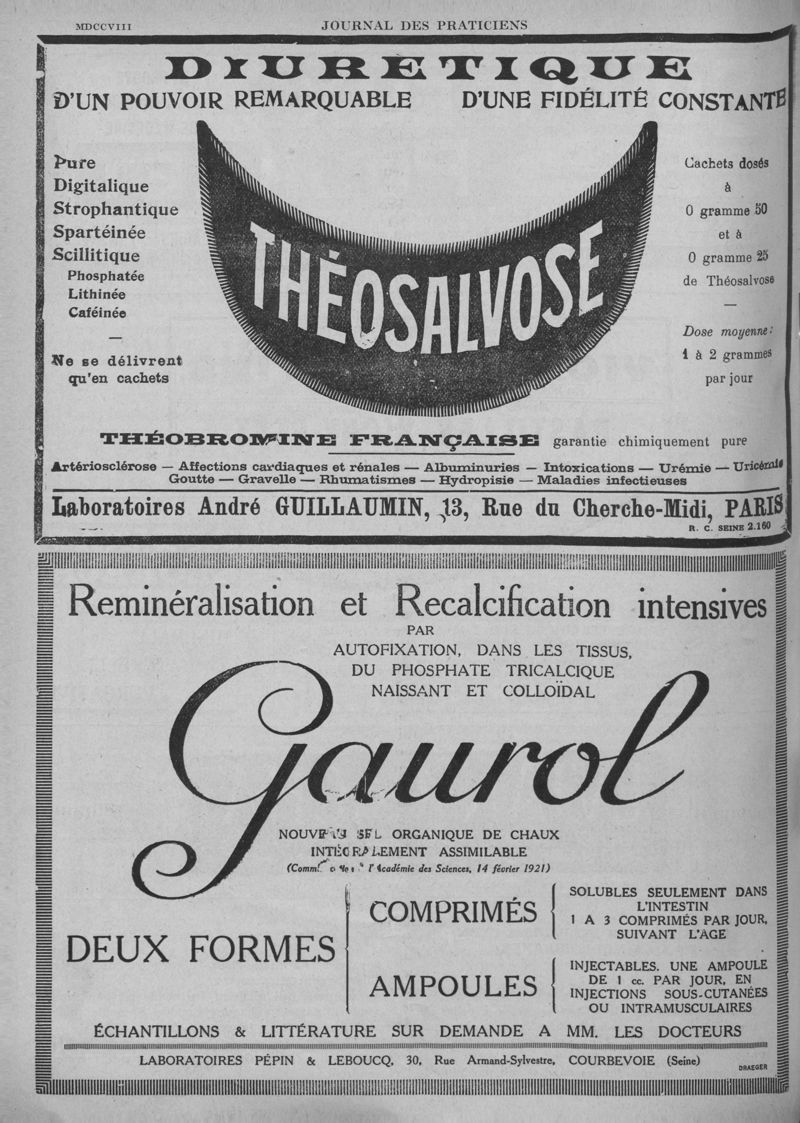 MDCCVIII
JOURNAL DES PRATICIENS
DIURETIQUE
D'UN POUVOIR REMARQUABLE D'UNE FIDÉLITÉ CONSTANTE
Pure
Digitalique
Strophantique
Spartéinée
Scillitique
Phosphatée
Lithinée
Caféinée
—
Ne se délivrent
qu'en cachets
THÉOSALVOSE
Cachets dosés
à
0 gramme 50
et à
0 gramme 25
de Théosalvose
—
Dose moyenne:
1 à 2 grammes
par jour
THÉOBROMINE FRANÇAISE garantie chimiquement pure
Artériosclérose — Affections cardiaques et rénales — Albuminuries — Intoxications — Urémie — Uricémie
Goutte — Gravelle — Rhumatismes — Hydropisie — Maladies infectieuses
Laboratoires André GUILLAUMIN, 13, Rue du Cherche-Midi, PARIS
R. C. SEINE 2.160
Reminéralisation et Recalcification intensives
PAR
AUTOFIXATION, DANS LES TISSUS,
DU PHOSPHATE TRICALCIQUE
NAISSANT ET COLLOÏDAL
Gaurol
NOUVEAU SEL ORGANIQUE DE CHAUX
INTÉGRALEMENT ASSIMILABLE
l'Académie des Sciences, 14 février 1921)
DEUX FORMES
COMPRIMÉS
SOLUBLES SEULEMENT DANS
L'INTESTIN
1 A 3 COMPRIMÉS PAR JOUR,
SUIVANT L'ÂGE
AMPOULES
INJECTABLES. UNE AMPOULE
DE 1 cc. PAR JOUR, EN
INJECTIONS SOUS-CUTANÉES
OU INTRAMUSCULAIRES
ÉCHANTILLONS & LITTÉRATURE SUR DEMANDE A MM. LES DOCTEURS
LABORATOIRES PÉPIN & LEBOUCQ, 30, Rue Armand-Sylvestre, COURBEVOIE (Seine)
DRAEGER